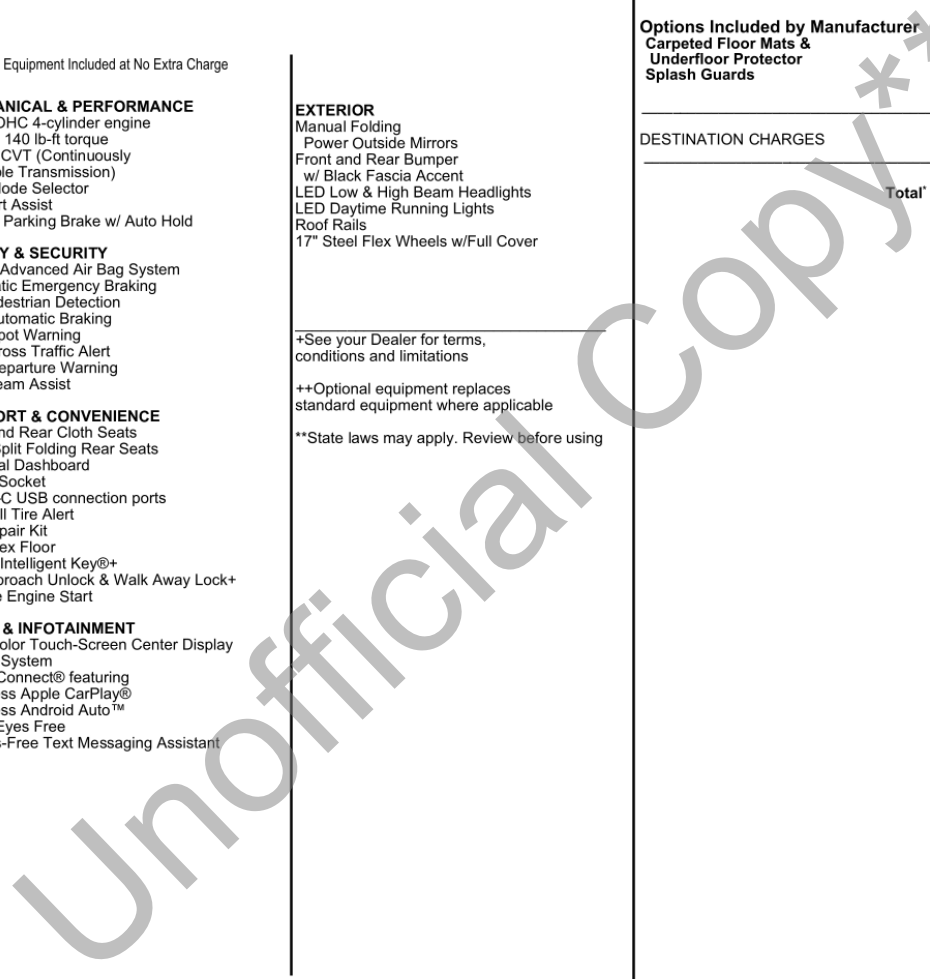 Equipment Included at No Extra Charge
ANICAL & PERFORMANCE
OHC 4-cylinder engine
140 lb-ft torque
CVT (Continuously
le Transmission)
lode Selector
rt Assist
Parking Brake w/ Auto Hold
Y & SECURITY
Advanced Air Bag System
tic Emergency Braking
destrian Detection
utomatic Braking
pot Warning
ross Traffic Alert
eparture Warning
eam Assist
ORT & CONVENIENCE
nd Rear Cloth Seats
plit Folding Rear Seats
al Dashboard
Socket
-C USB connection ports
ll Tire Alert
pair Kit
ex Floor
Intelligent Key®+
proach Unlock & Walk Away Lock+
e Engine Start
& INFOTAINMENT
olor Touch-Screen Center Display
System
Connect® featuring
ss Apple CarPlay®
ss Android Auto™
Eyes Free
s-Free Text Messaging Assistant
EXTERIOR
Manual Folding
Power Outside Mirrors
Front and Rear Bumper
w/ Black Fascia Accent
LED Low & High Beam Headlights
LED Daytime Running Lights
Roof Rails
17" Steel Flex Wheels w/Full Cover
+See your Dealer for terms,
conditions and limitations
++Optional equipment replaces
standard equipment where applicable
**State laws may apply. Review before using
Options Included by Manufacturer
Carpeted Floor Mats &
Underfloor Protector
Splash Guards
DESTINATION CHARGES
Total*
Unofficial Copy**